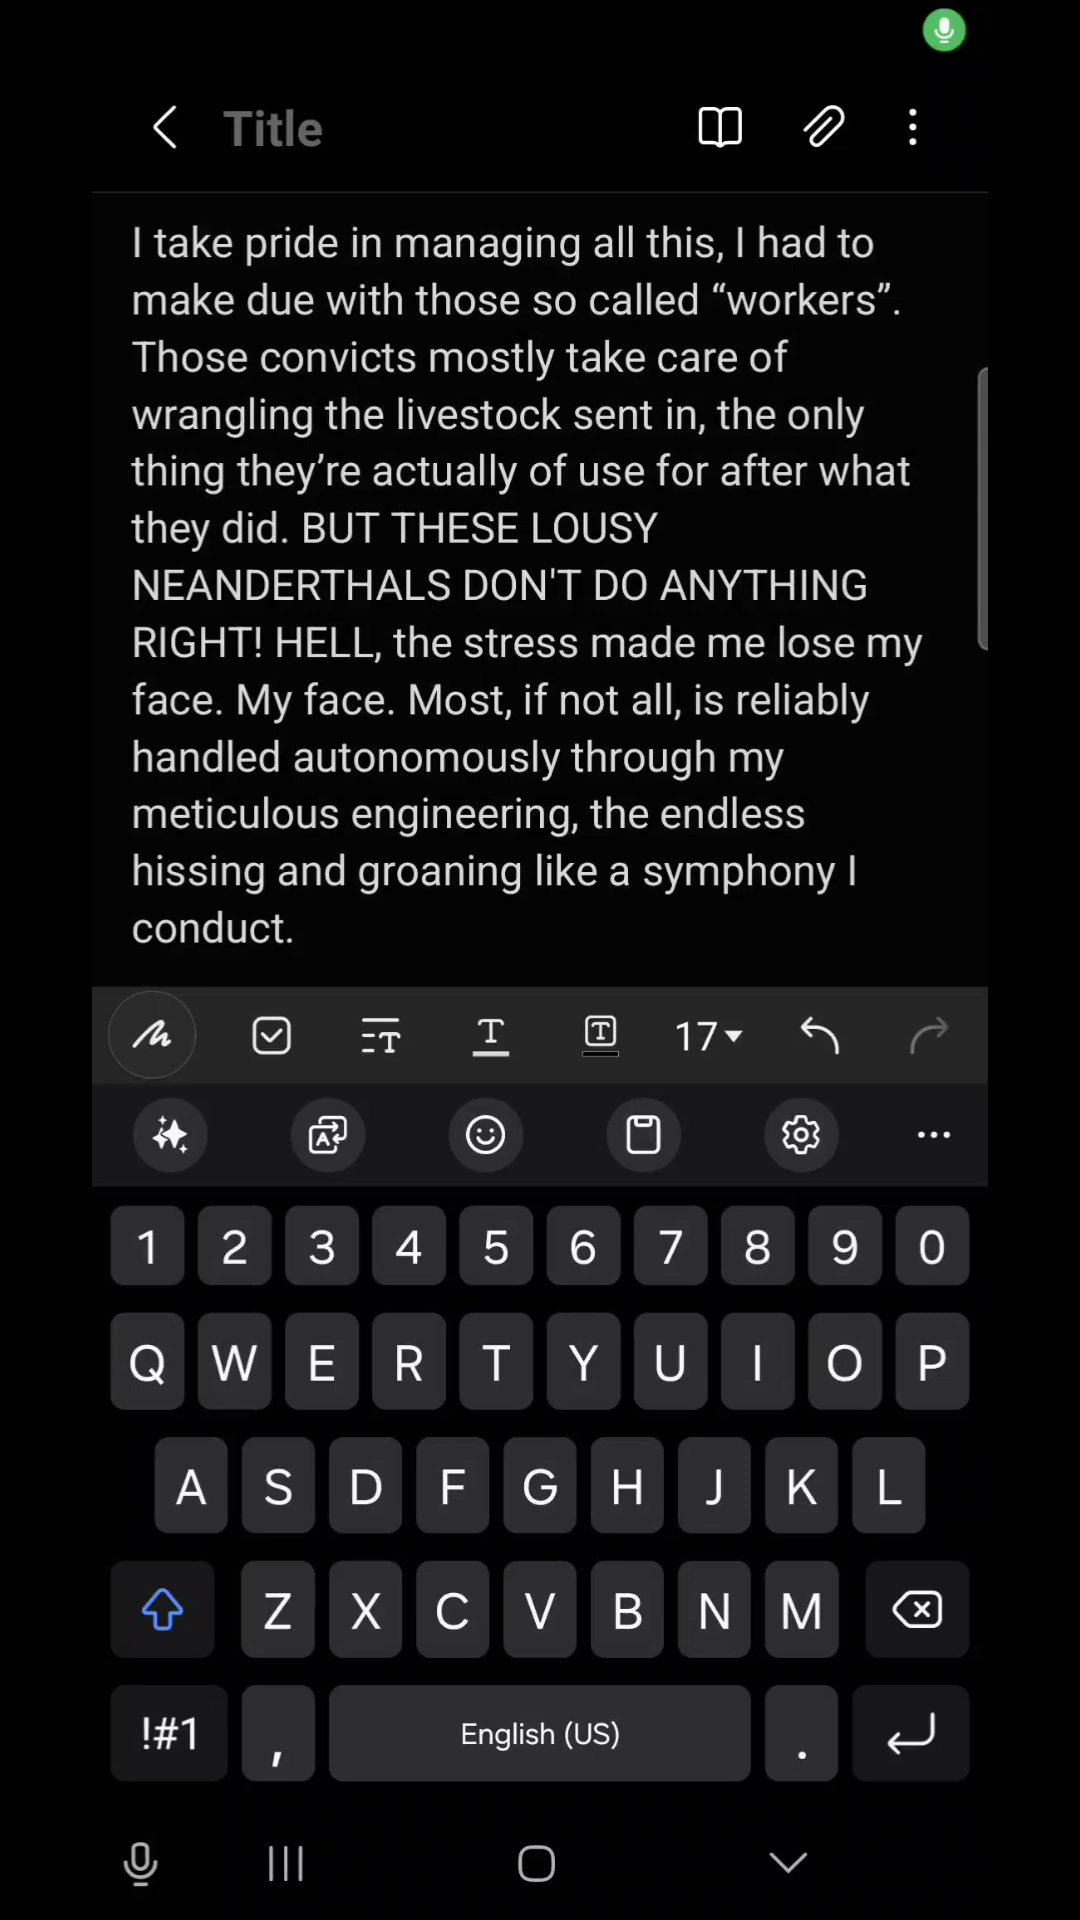 Title
I take pride in managing all this, I had to
make due with those so called “workers”.
Those convicts mostly take care of
wrangling the livestock sent in, the only
thing they’re actually of use for after what
they did. BUT THESE LOUSY
NEANDERTHALS DON'T DO ANYTHING
RIGHT! HELL, the stress made me lose my
face. My face. Most, if not all, is reliably
handled autonomously through my
meticulous engineering, the endless
hissing and groaning like a symphony I
conduct.
17
1 2 3 4 5 6 7 8 9 0
Q W E R T Y U I O P
A S D F G H J K L
Z X C V B N M
!#1 , English (US) .